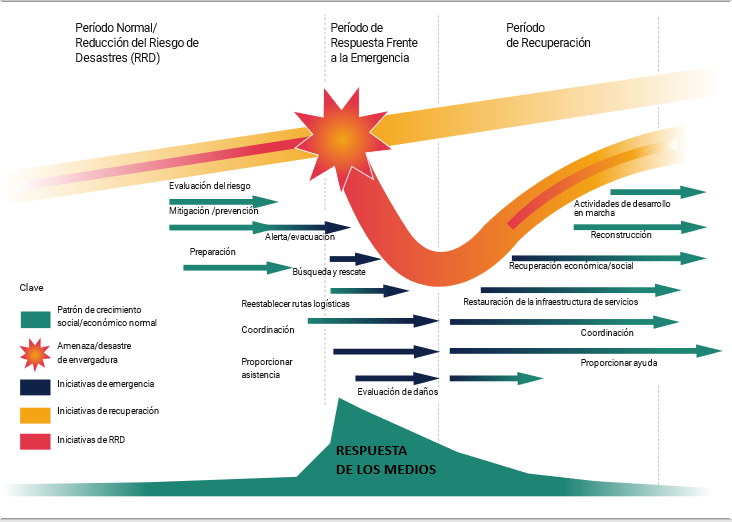 Período Normal/
Reducción del Riesgo de
Desastres (RRD)
Período de
Respuesta Frente
a la Emergencia
Período
de Recuperación
Evaluación del riesgo
Mitigación /prevención
Alerta/evacuación
Preparación
Búsqueda y rescate
Reestablecer rutas logísticas
Coordinación
Proporcionar
asistencia
Evaluación de daños
Actividades de desarrollo
en marcha
Reconstrucción
Recuperación económica/social
Restauración de la infraestructura de servicios
Coordinación
Proporcionar ayuda
Clave
Patrón de crecimiento
social/económico normal
Amenaza/desastre
de envergadura
Iniciativas de emergencia
Iniciativas de recuperación
Iniciativas de RRD
RESPUESTA
DE LOS MEDIOS